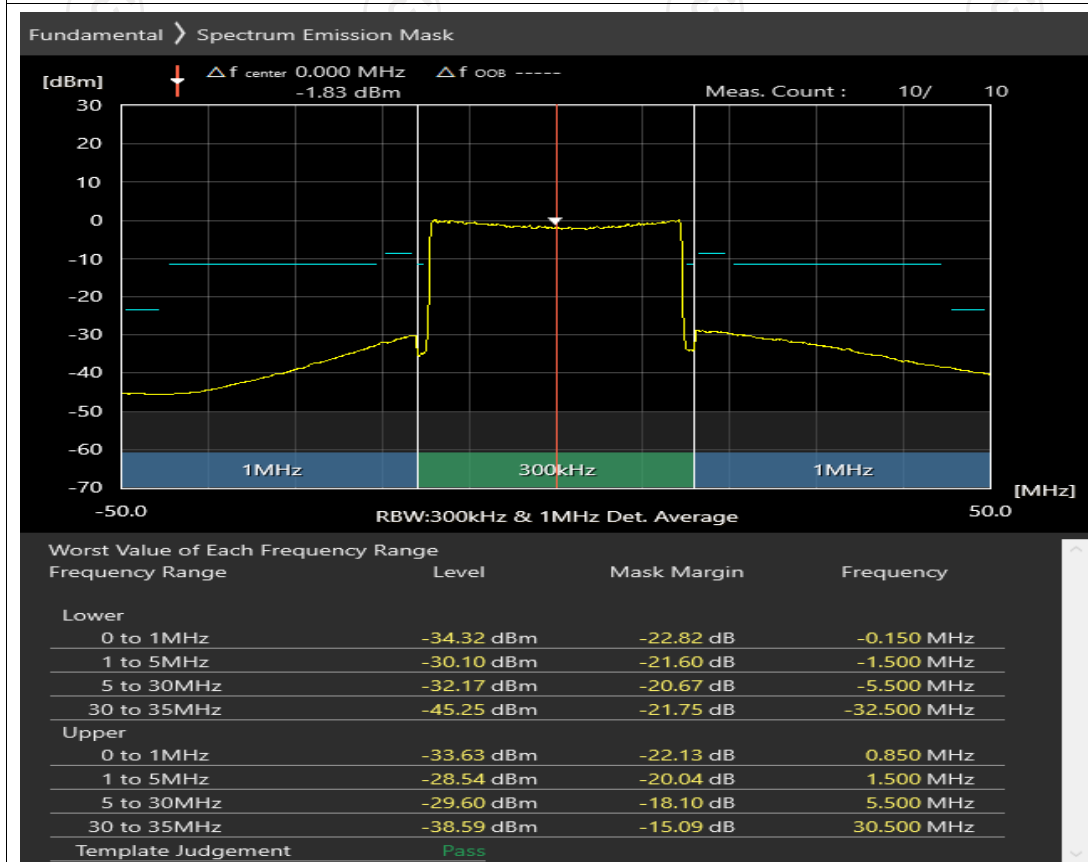 Fundamental ❯ Spectrum Emission Mask
[dBm] △f center 0.000 MHz △f OOB -----
-1.83 dBm Meas. Count : 10/ 10
30
20
10
0
-10
-20
-30
-40
-50
-60
-70
1MHz 300kHz 1MHz
[MHz]
-50.0 RBW:300kHz & 1MHz Det. Average 50.0
Worst Value of Each Frequency Range
Frequency Range Level Mask Margin Frequency
Lower
0 to 1MHz -34.32 dBm -22.82 dB -0.150 MHz
1 to 5MHz -30.10 dBm -21.60 dB -1.500 MHz
5 to 30MHz -32.17 dBm -20.67 dB -5.500 MHz
30 to 35MHz -45.25 dBm -21.75 dB -32.500 MHz
Upper
0 to 1MHz -33.63 dBm -22.13 dB 0.850 MHz
1 to 5MHz -28.54 dBm -20.04 dB 1.500 MHz
5 to 30MHz -29.60 dBm -18.10 dB 5.500 MHz
30 to 35MHz -38.59 dBm -15.09 dB 30.500 MHz
Template Judgement Pass